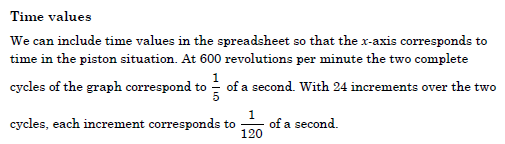 Time values
We can include time values in the spreadsheet so that the x-axis corresponds to
time in the piston situation. At 600 revolutions per minute the two complete
cycles of the graph correspond to 1/5 of a second. With 24 increments over the two
cycles, each increment corresponds to 1/120 of a second.